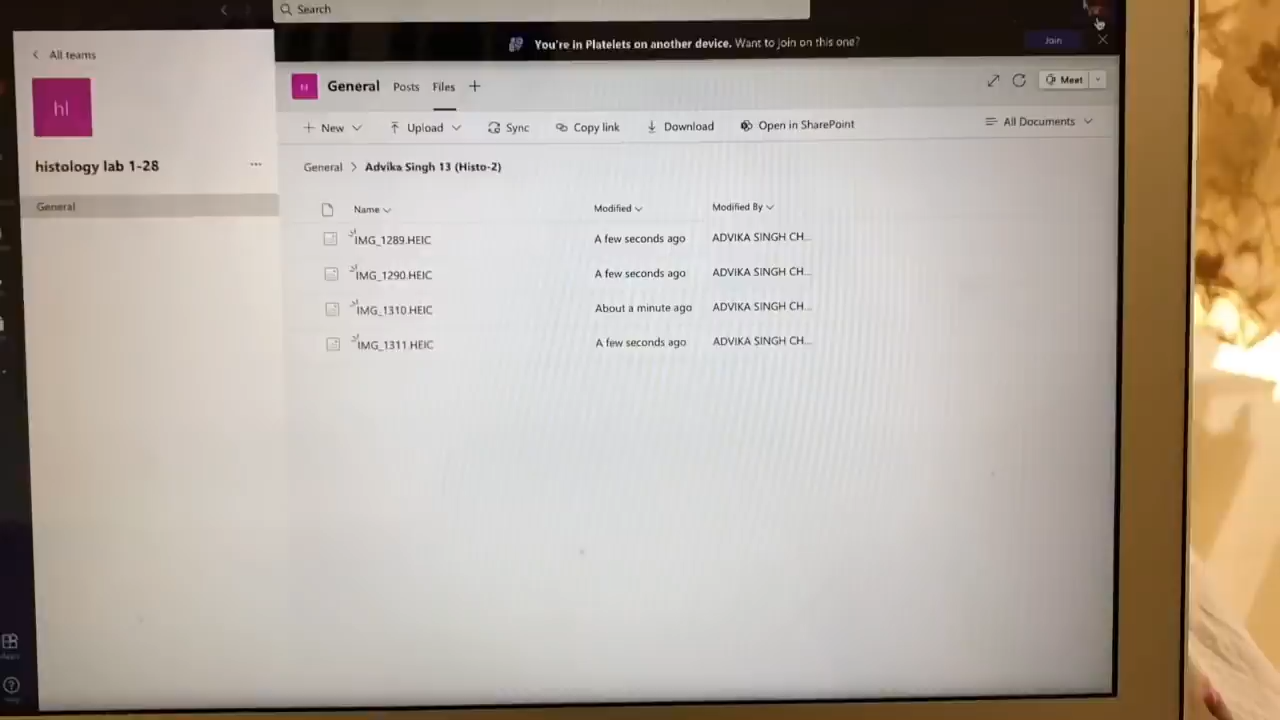 Search
You're in Platelets on another device. Want to join on this one?
Join
All teams
hl
histology lab 1-28
General
H
General
Posts
Files
Meet
New
Upload
Sync
Copy link
Download
Open in SharePoint
All Documents
General > Advika Singh 13 (Histo-2)
Name
Modified
Modified By
IMG_1289.HEIC
A few seconds ago
ADVIKA SINGH CH...
IMG_1290.HEIC
A few seconds ago
ADVIKA SINGH CH...
IMG_1310.HEIC
About a minute ago
ADVIKA SINGH CH...
IMG_1311.HEIC
A few seconds ago
ADVIKA SINGH CH...